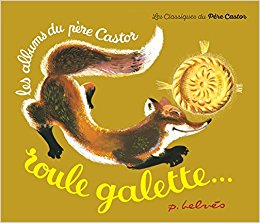 Les Classiques du Père Castor
les albums du père Castor
roule galette...
p. belvès